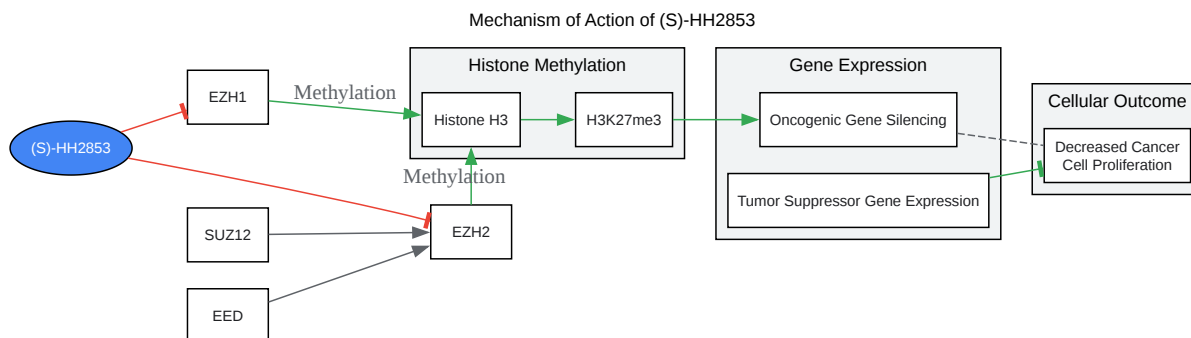 Mechanism of Action of (S)-HH2853
Histone Methylation
Gene Expression
Cellular Outcome
EZH1
Methylation
Histone H3
H3K27me3
Oncogenic Gene Silencing
(S)-HH2853
Decreased Cancer
Cell Proliferation
Methylation
Tumor Suppressor Gene Expression
SUZ12
EZH2
EED